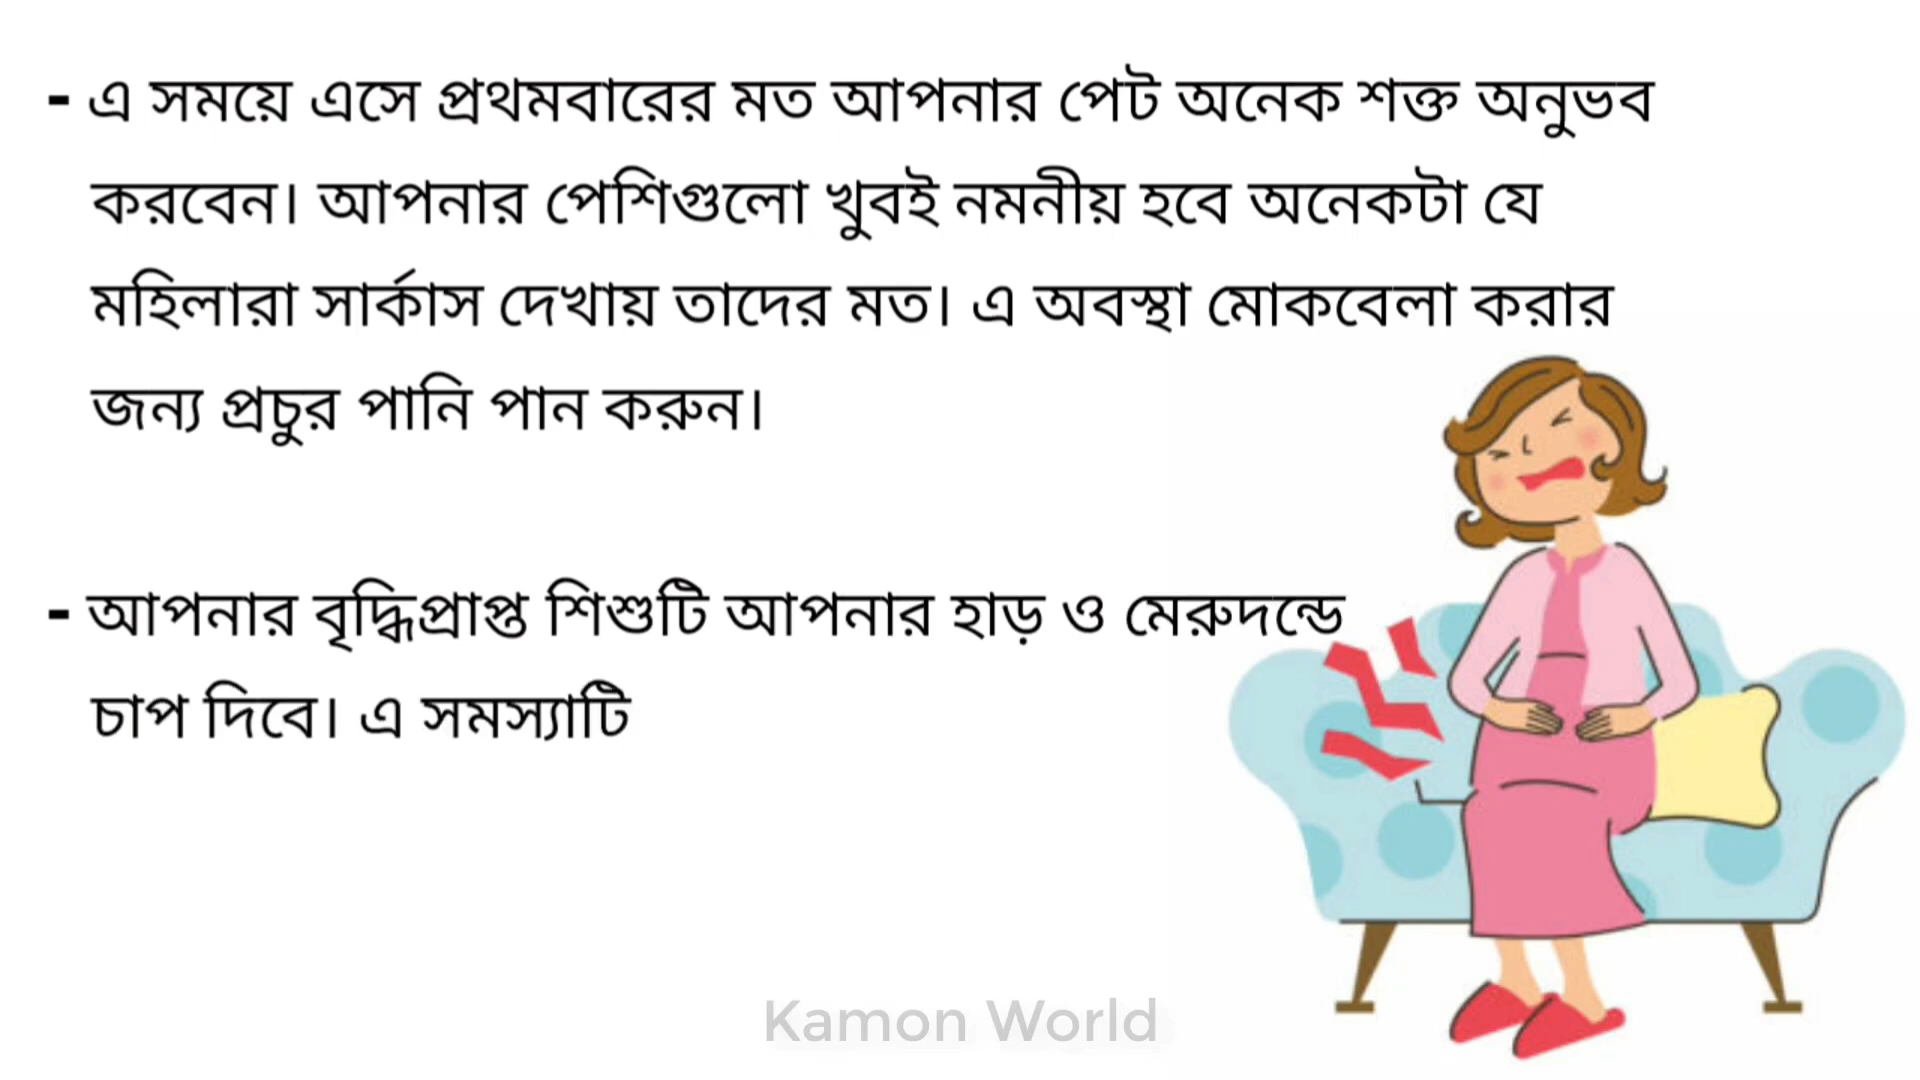 - এ সময়ে এসে প্রথমবারের মত আপনার পেট অনেক শক্ত অনুভব
করবেন। আপনার পেশিগুলো খুবই নমনীয় হবে অনেকটা যে
মহিলারা সার্কাস দেখায় তাদের মত। এ অবস্থা মোকবেলা করার
জন্য প্রচুর পানি পান করুন।
- আপনার বৃদ্ধিপ্রাপ্ত শিশুটি আপনার হাড় ও মেরুদন্ডে
চাপ দিবে। এ সমস্যাটি
Kamon World